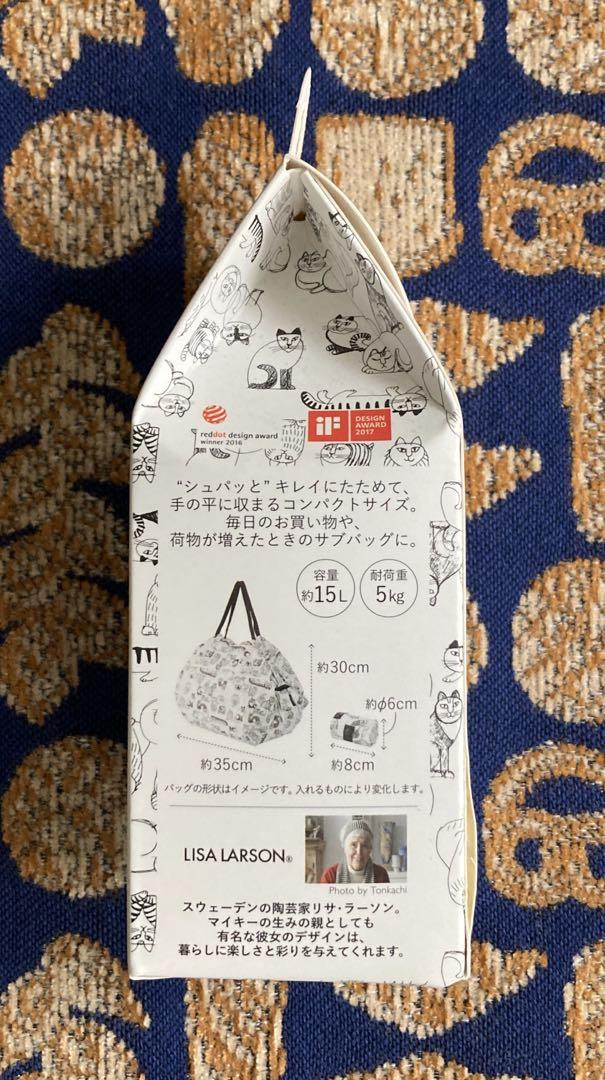 reddot design award
winner 2016
iF
DESIGN
AWARD
2017
“シュパッと” キレイにたためて、
手の平に収まるコンパクトサイズ。
毎日のお買い物や、
荷物が増えたときのサブバッグに。
容量
約15L
耐荷重
5kg
約30cm
約φ6cm
約35cm
約8cm
バッグの形状はイメージです。入れるものにより変化します。
LISA LARSON®
Photo by Tonkachi
スウェーデンの陶芸家リサ・ラーソン。
マイキーの生みの親としても
有名な彼女のデザインは、
暮らしに楽しさと彩りを与えてくれます。